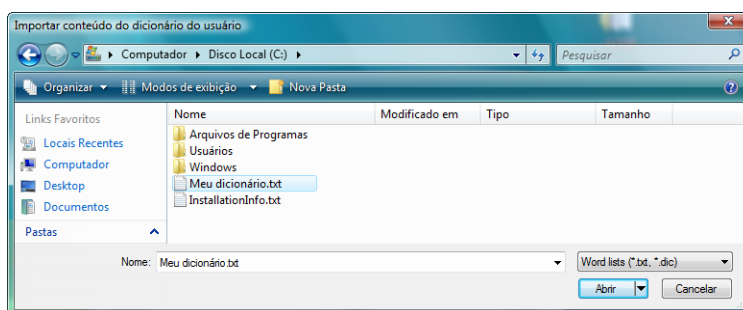 Importar conteúdo do dicionário do usuário
Computador Disco Local (C:) Pesquisar
Organizar Modos de exibição Nova Pasta
Links Favoritos
Locais Recentes
Computador
Desktop
Documentos
Pastas
Nome Modificado em Tipo Tamanho
Arquivos de Programas
Usuários
Windows
Meu dicionário.txt
InstallationInfo.txt
Nome: Meu dicionário.txt Word lists (*.txt, *.dic)
Abrir Cancelar